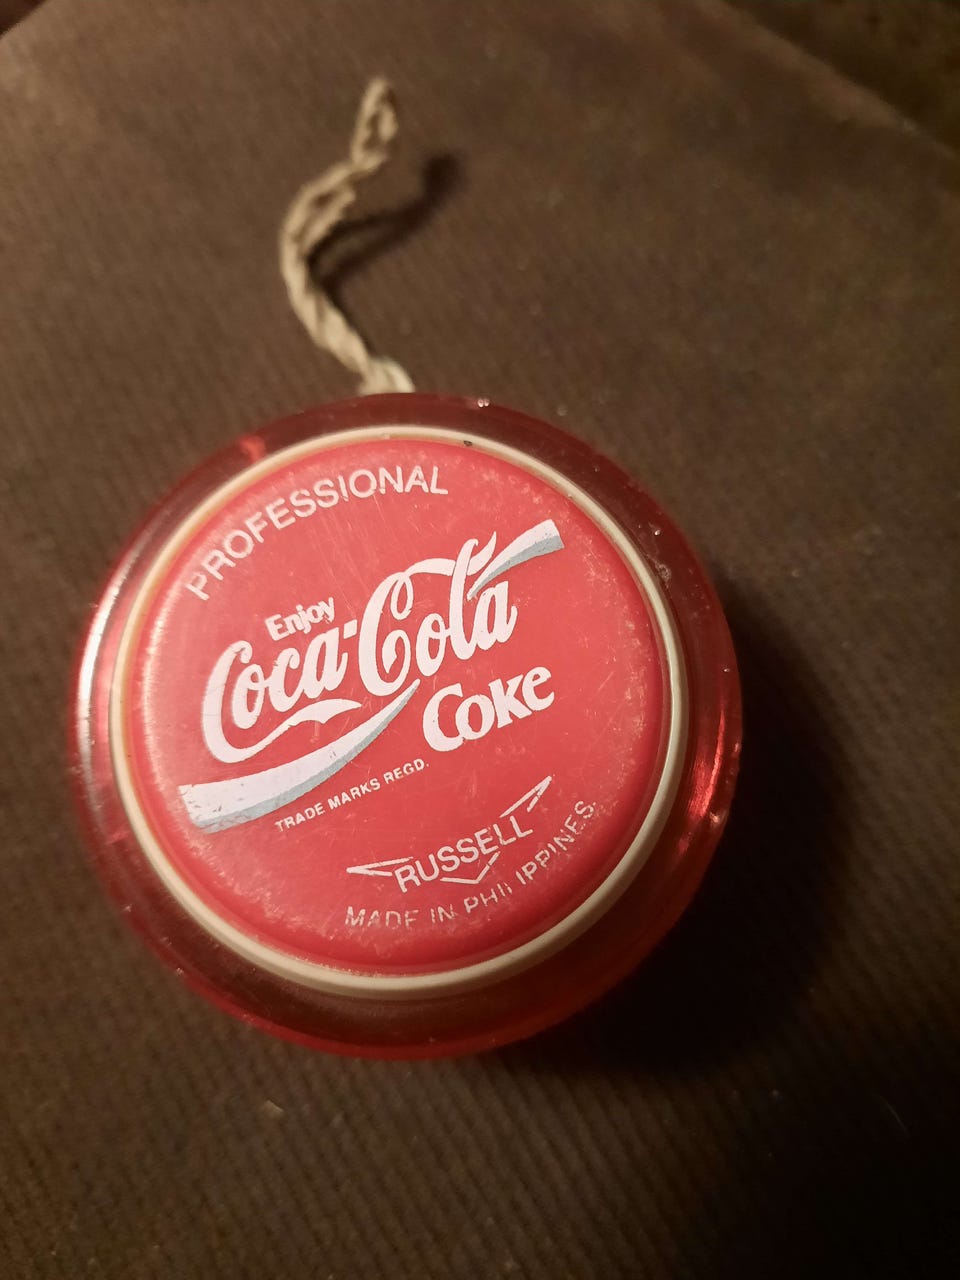 PROFESSIONAL
Enjoy
Coca-Cola
Coke
TRADE MARKS REGD.
RUSSELL
MADE IN PHILIPPINES